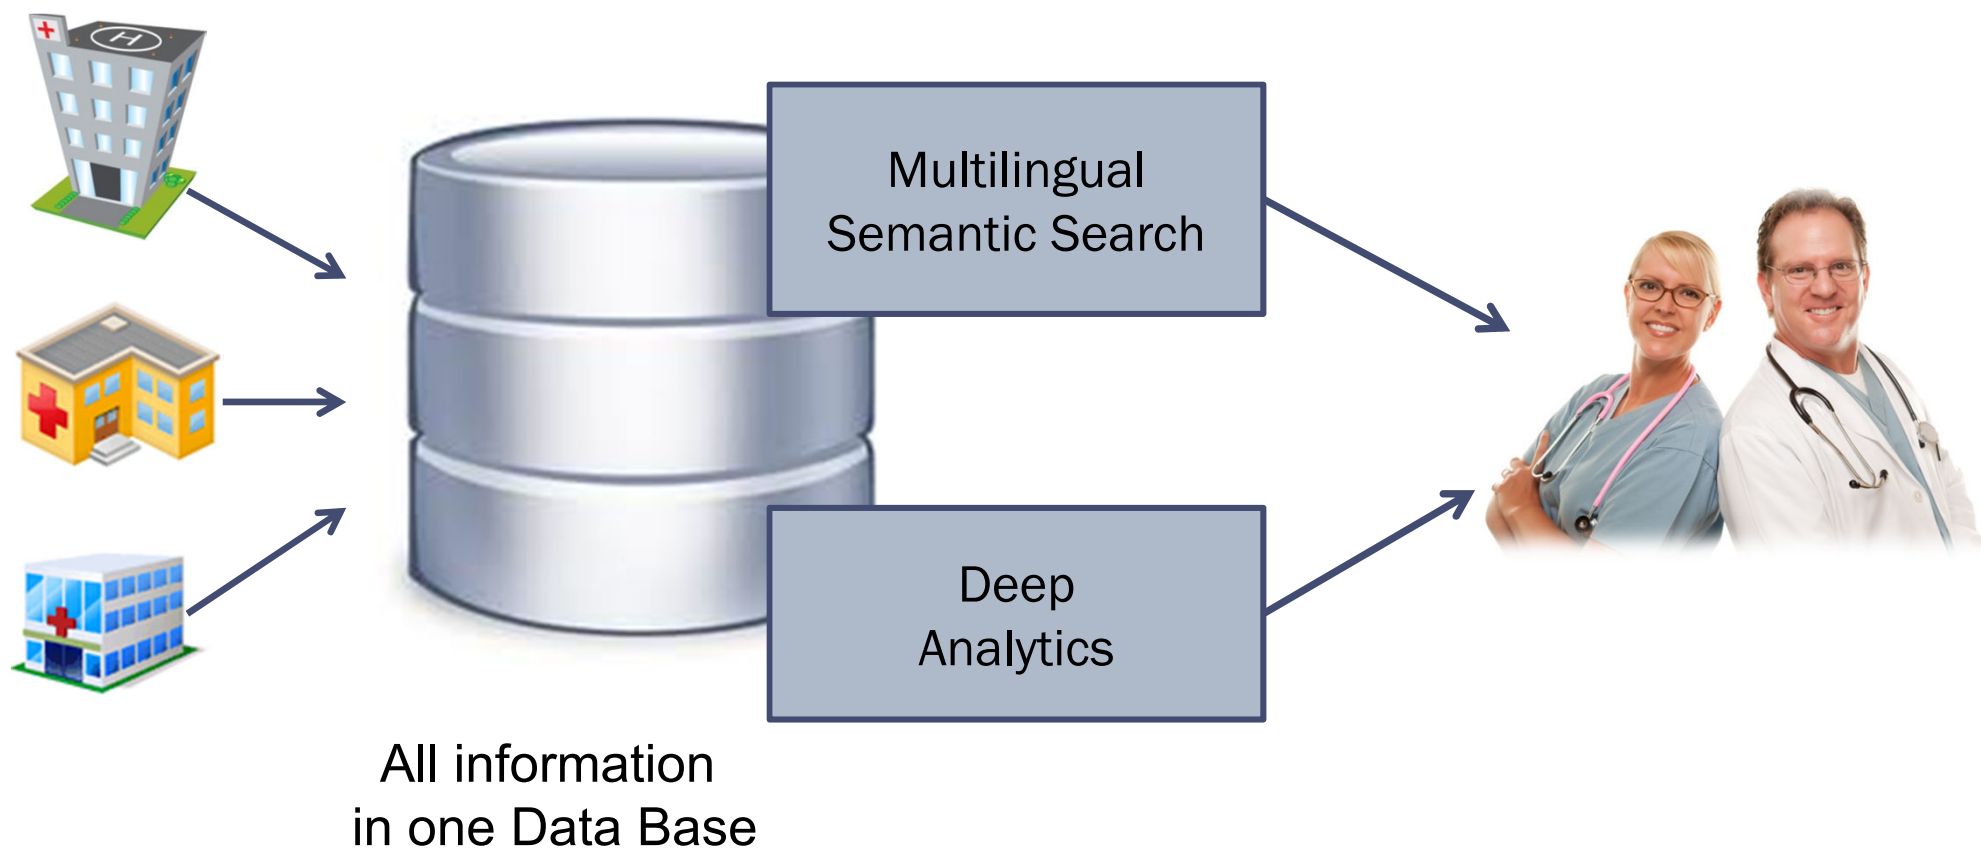 H
Multilingual
Semantic Search
Deep
Analytics
All information
in one Data Base